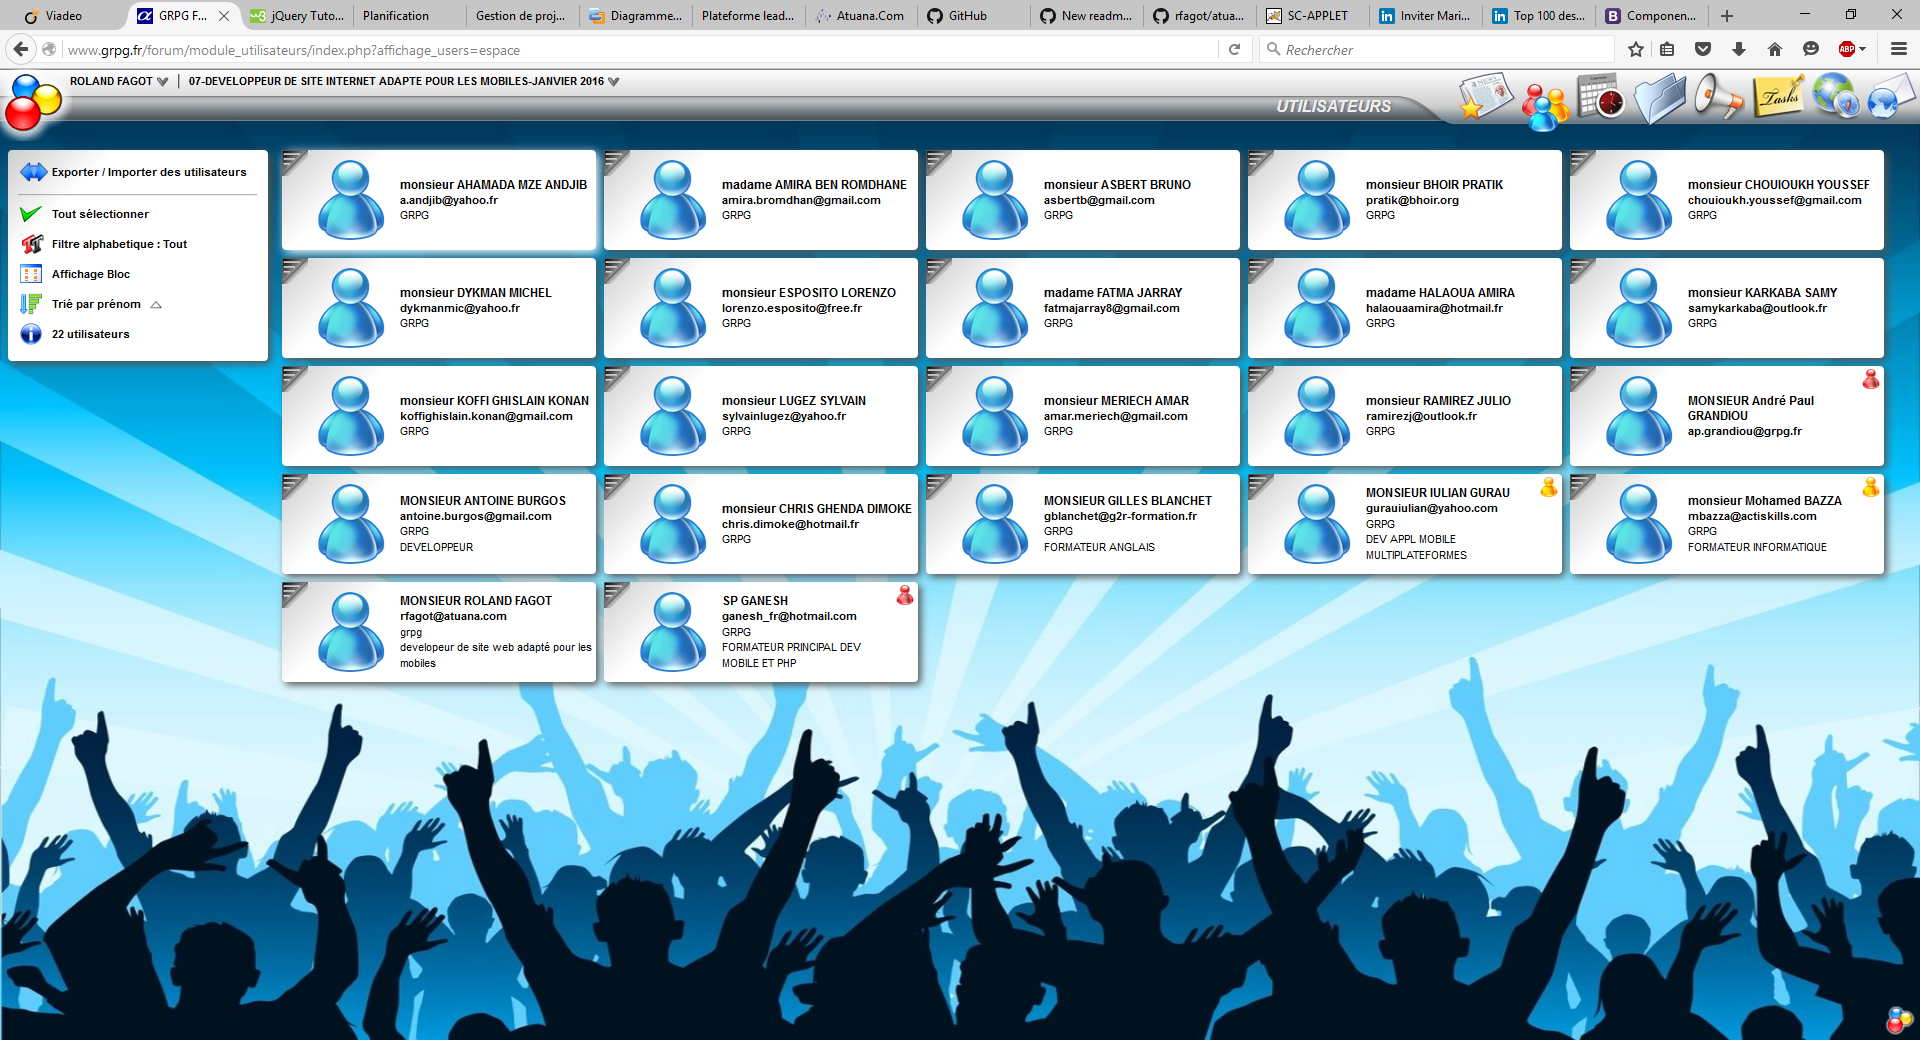 Viadeo
GRPG F...
jQuery Tuto...
Planification
Gestion de proj...
Diagramme...
Plateforme lead...
Atuana.Com
GitHub
New readm...
rfagot/atua...
SC-APPLET
Inviter Mari...
Top 100 des...
Componen...
www.grpg.fr/forum/module_utilisateurs/index.php?affichage_users=espace
Rechercher
ABP
ROLAND FAGOT
07-DEVELOPPEUR DE SITE INTERNET ADAPTE POUR LES MOBILES-JANVIER 2016
UTILISATEURS
NEWS
Tasks
Exporter / Importer des utilisateurs
Tout sélectionner
Filtre alphabetique : Tout
Affichage Bloc
Trié par prénom
22 utilisateurs
monsieur AHAMADA MZE ANDJIB
a.andjib@yahoo.fr
GRPG
madame AMIRA BEN ROMDHANE
amira.bromdhan@gmail.com
GRPG
monsieur ASBERT BRUNO
asbertb@gmail.com
GRPG
monsieur BHOIR PRATIK
pratik@bhoir.org
GRPG
monsieur CHOUIOUKH YOUSSEF
chouioukh.youssef@gmail.com
GRPG
monsieur DYKMAN MICHEL
dykmanmic@yahoo.fr
GRPG
monsieur ESPOSITO LORENZO
lorenzo.esposito@free.fr
GRPG
madame FATMA JARRAY
fatmajarray8@gmail.com
GRPG
madame HALAOUA AMIRA
halaouaamira@hotmail.fr
GRPG
monsieur KARKABA SAMY
samykarkaba@outlook.fr
GRPG
monsieur KOFFI GHISLAIN KONAN
koffighislain.konan@gmail.com
GRPG
monsieur LUGEZ SYLVAIN
sylvainlugez@yahoo.fr
GRPG
monsieur MERIECH AMAR
amar.meriech@gmail.com
GRPG
monsieur RAMIREZ JULIO
ramirezj@outlook.fr
GRPG
MONSIEUR André Paul
GRANDIOU
ap.grandiou@grpg.fr
MONSIEUR ANTOINE BURGOS
antoine.burgos@gmail.com
GRPG
DEVELOPPEUR
monsieur CHRIS GHENDA DIMOKE
chris.dimoke@hotmail.fr
GRPG
MONSIEUR GILLES BLANCHET
gblanchet@g2r-formation.fr
GRPG
FORMATEUR ANGLAIS
MONSIEUR IULIAN GURAU
gurauiulian@yahoo.com
GRPG
DEV APPL MOBILE
MULTIPLATEFORMES
monsieur Mohamed BAZZA
mbazza@actiskills.com
GRPG
FORMATEUR INFORMATIQUE
MONSIEUR ROLAND FAGOT
rfagot@atuana.com
grpg
developeur de site web adapté pour les
mobiles
SP GANESH
ganesh_fr@hotmail.com
GRPG
FORMATEUR PRINCIPAL DEV
MOBILE ET PHP